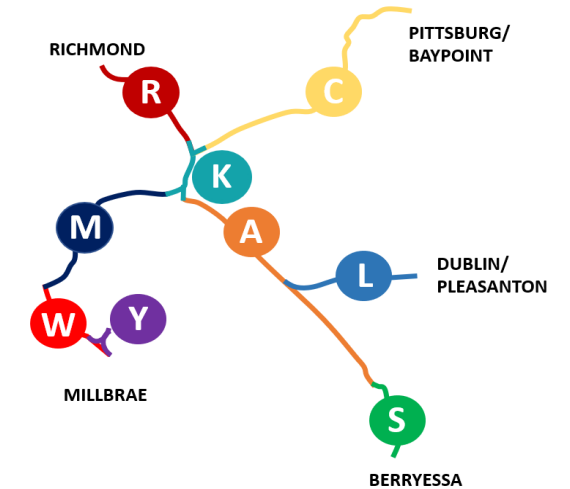 PITTSBURG/
BAYPOINT
RICHMOND
R
C
K
M
A
L
DUBLIN/
PLEASANTON
W
Y
MILLBRAE
S
BERRYESSA